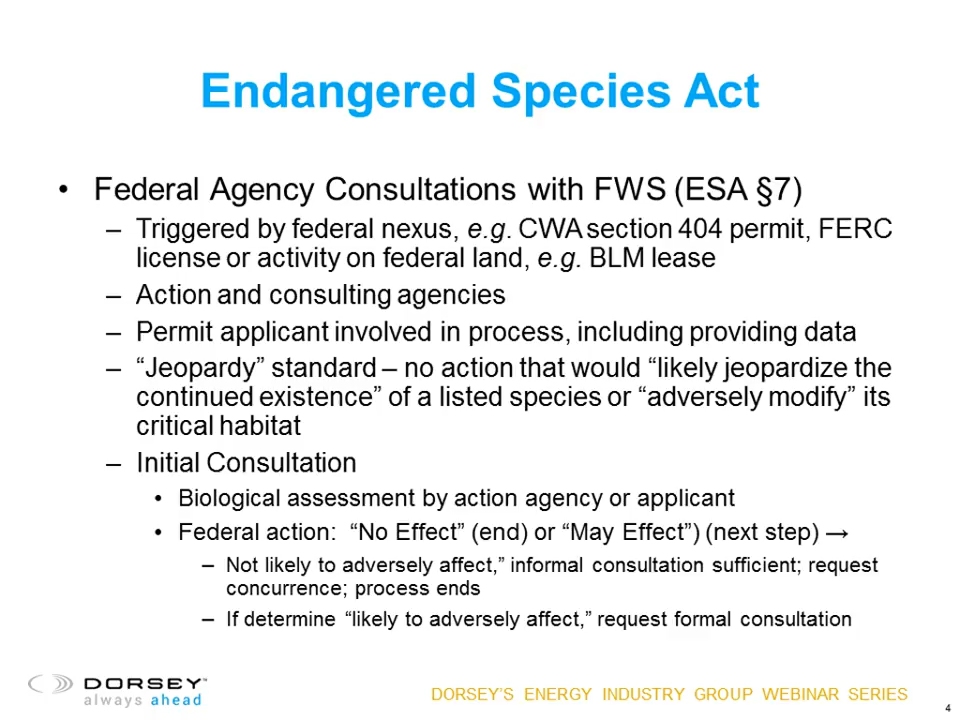 Endangered Species Act
• Federal Agency Consultations with FWS (ESA §7)
– Triggered by federal nexus, e.g. CWA section 404 permit, FERC
license or activity on federal land, e.g. BLM lease
– Action and consulting agencies
– Permit applicant involved in process, including providing data
– “Jeopardy” standard – no action that would “likely jeopardize the
continued existence” of a listed species or “adversely modify” its
critical habitat
– Initial Consultation
• Biological assessment by action agency or applicant
• Federal action:  “No Effect” (end) or “May Effect”) (next step) →
– Not likely to adversely affect,” informal consultation sufficient; request
concurrence; process ends
– If determine “likely to adversely affect,” request formal consultation
DORSEY™
always ahead
DORSEY’S ENERGY INDUSTRY GROUP WEBINAR SERIES
4